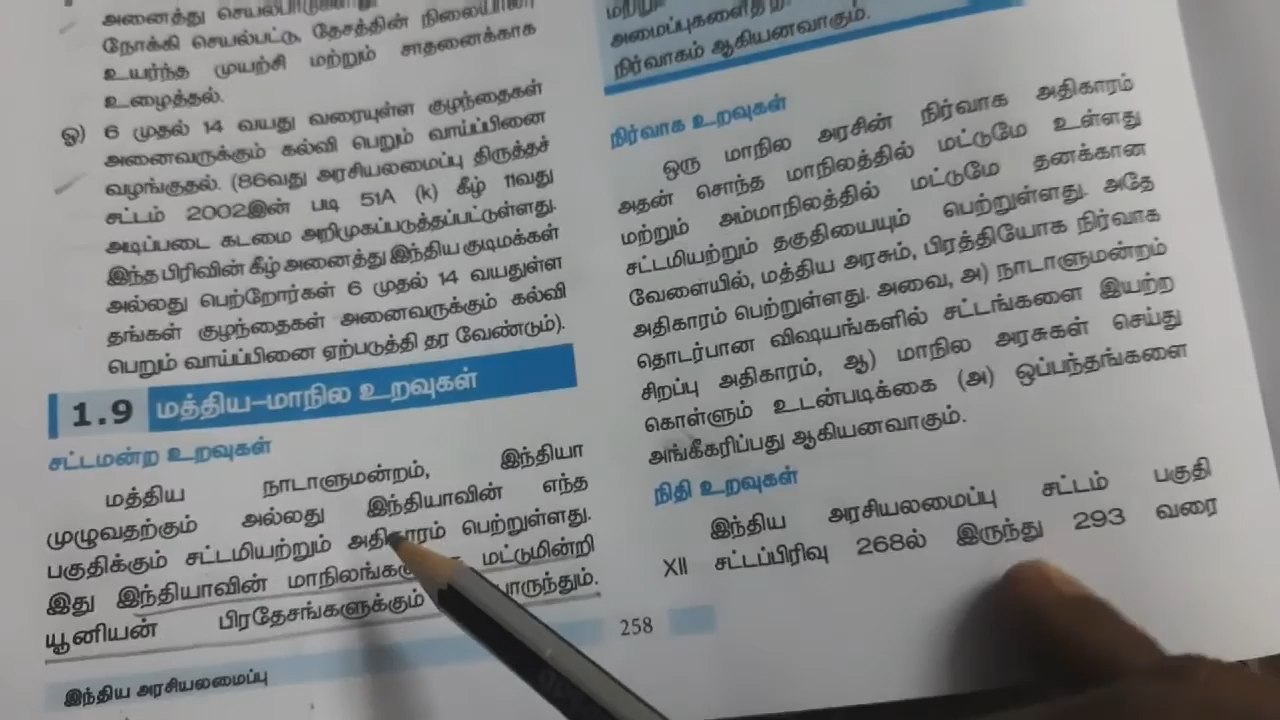 அனைத்து
நோக்கி செயல்பட்டு, தேசத்தின்
உயர்ந்த முயற்சி மற்றும் சாதனைக்காக
உழைத்தல்.
ஓ) 6 முதல் 14 வயது வரையுள்ள குழந்தைகள்
அனைவருக்கும் கல்வி பெறும் வாய்ப்பினை
வழங்குதல். (86வது அரசியலமைப்பு திருத்தச்
சட்டம் 2002இன் படி 51A (k) கீழ் 11வது
அடிப்படை கடமை அறிமுகப்படுத்தப்பட்டுள்ளது.
இந்த பிரிவின் கீழ் அனைத்து இந்திய குடிமக்கள்
அல்லது பெற்றோர்கள் 6 முதல் 14 வயதுள்ள
தங்கள் குழந்தைகள் அனைவருக்கும் கல்வி
பெறும் வாய்ப்பினை ஏற்படுத்தி தர வேண்டும்).
1.9 மத்திய-மாநில உறவுகள்
சட்டமன்ற உறவுகள்
மத்திய நாடாளுமன்றம், இந்தியா
முழுவதற்கும் அல்லது இந்தியாவின் எந்த
பகுதிக்கும் சட்டமியற்றும் அதிகாரம் பெற்றுள்ளது.
இது இந்தியாவின் மட்டுமின்றி
யூனியன் பிரதேசங்களுக்கும்
அமைப்புகளைத்
நிர்வாகம் ஆகியனவாகும்.
நிர்வாக உறவுகள்
ஒரு மாநில அரசின் நிர்வாக அதிகாரம்
அதன் சொந்த மாநிலத்தில் மட்டுமே உள்ளது
மற்றும் அம்மாநிலத்தில் மட்டுமே தனக்கான
சட்டமியற்றும் தகுதியையும் பெற்றுள்ளது. அதே
வேளையில், மத்திய அரசும், பிரத்தியோக நிர்வாக
அதிகாரம் பெற்றுள்ளது. அவை, அ) நாடாளுமன்றம்
தொடர்பான விஷயங்களில் சட்டங்களை இயற்ற
சிறப்பு அதிகாரம், ஆ) மாநில அரசுகள் செய்து
கொள்ளும் உடன்படிக்கை (அ) ஒப்பந்தங்களை
அங்கீகரிப்பது ஆகியனவாகும்.
நிதி உறவுகள்
இந்திய அரசியலமைப்பு சட்டம் பகுதி
XII சட்டப்பிரிவு 268ல் இருந்து 293 வரை
258
இந்திய அரசியலமைப்பு